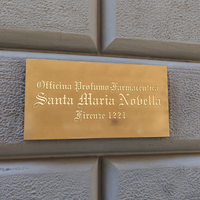 Officina Profumo-Farmaceutica
Santa Maria Novella
Firenze 1221